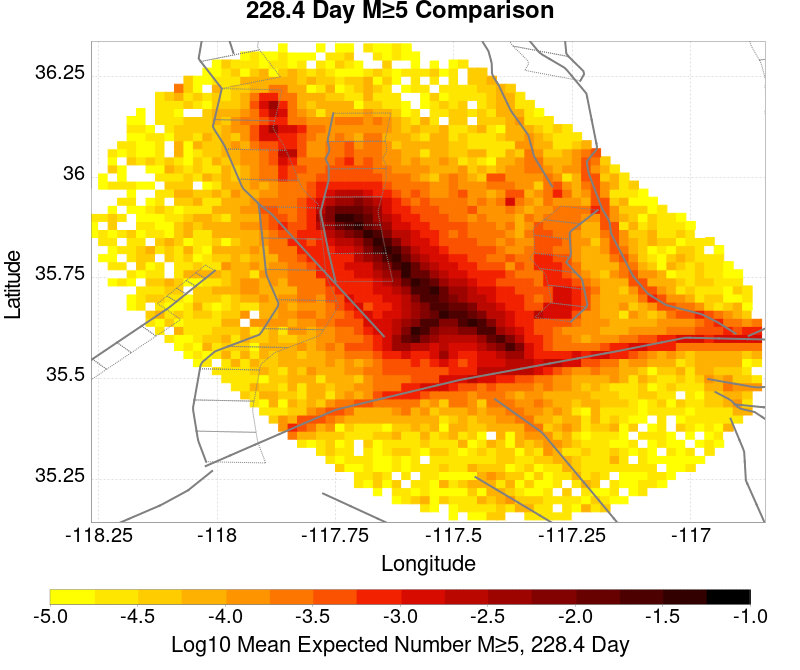 228.4 Day M≥5 Comparison
36.25
36
35.75
35.5
35.25
Latitude
-118.25 -118 -117.75 -117.5 -117.25 -117
Longitude
-5.0 -4.5 -4.0 -3.5 -3.0 -2.5 -2.0 -1.5 -1.0
Log10 Mean Expected Number M≥5, 228.4 Day